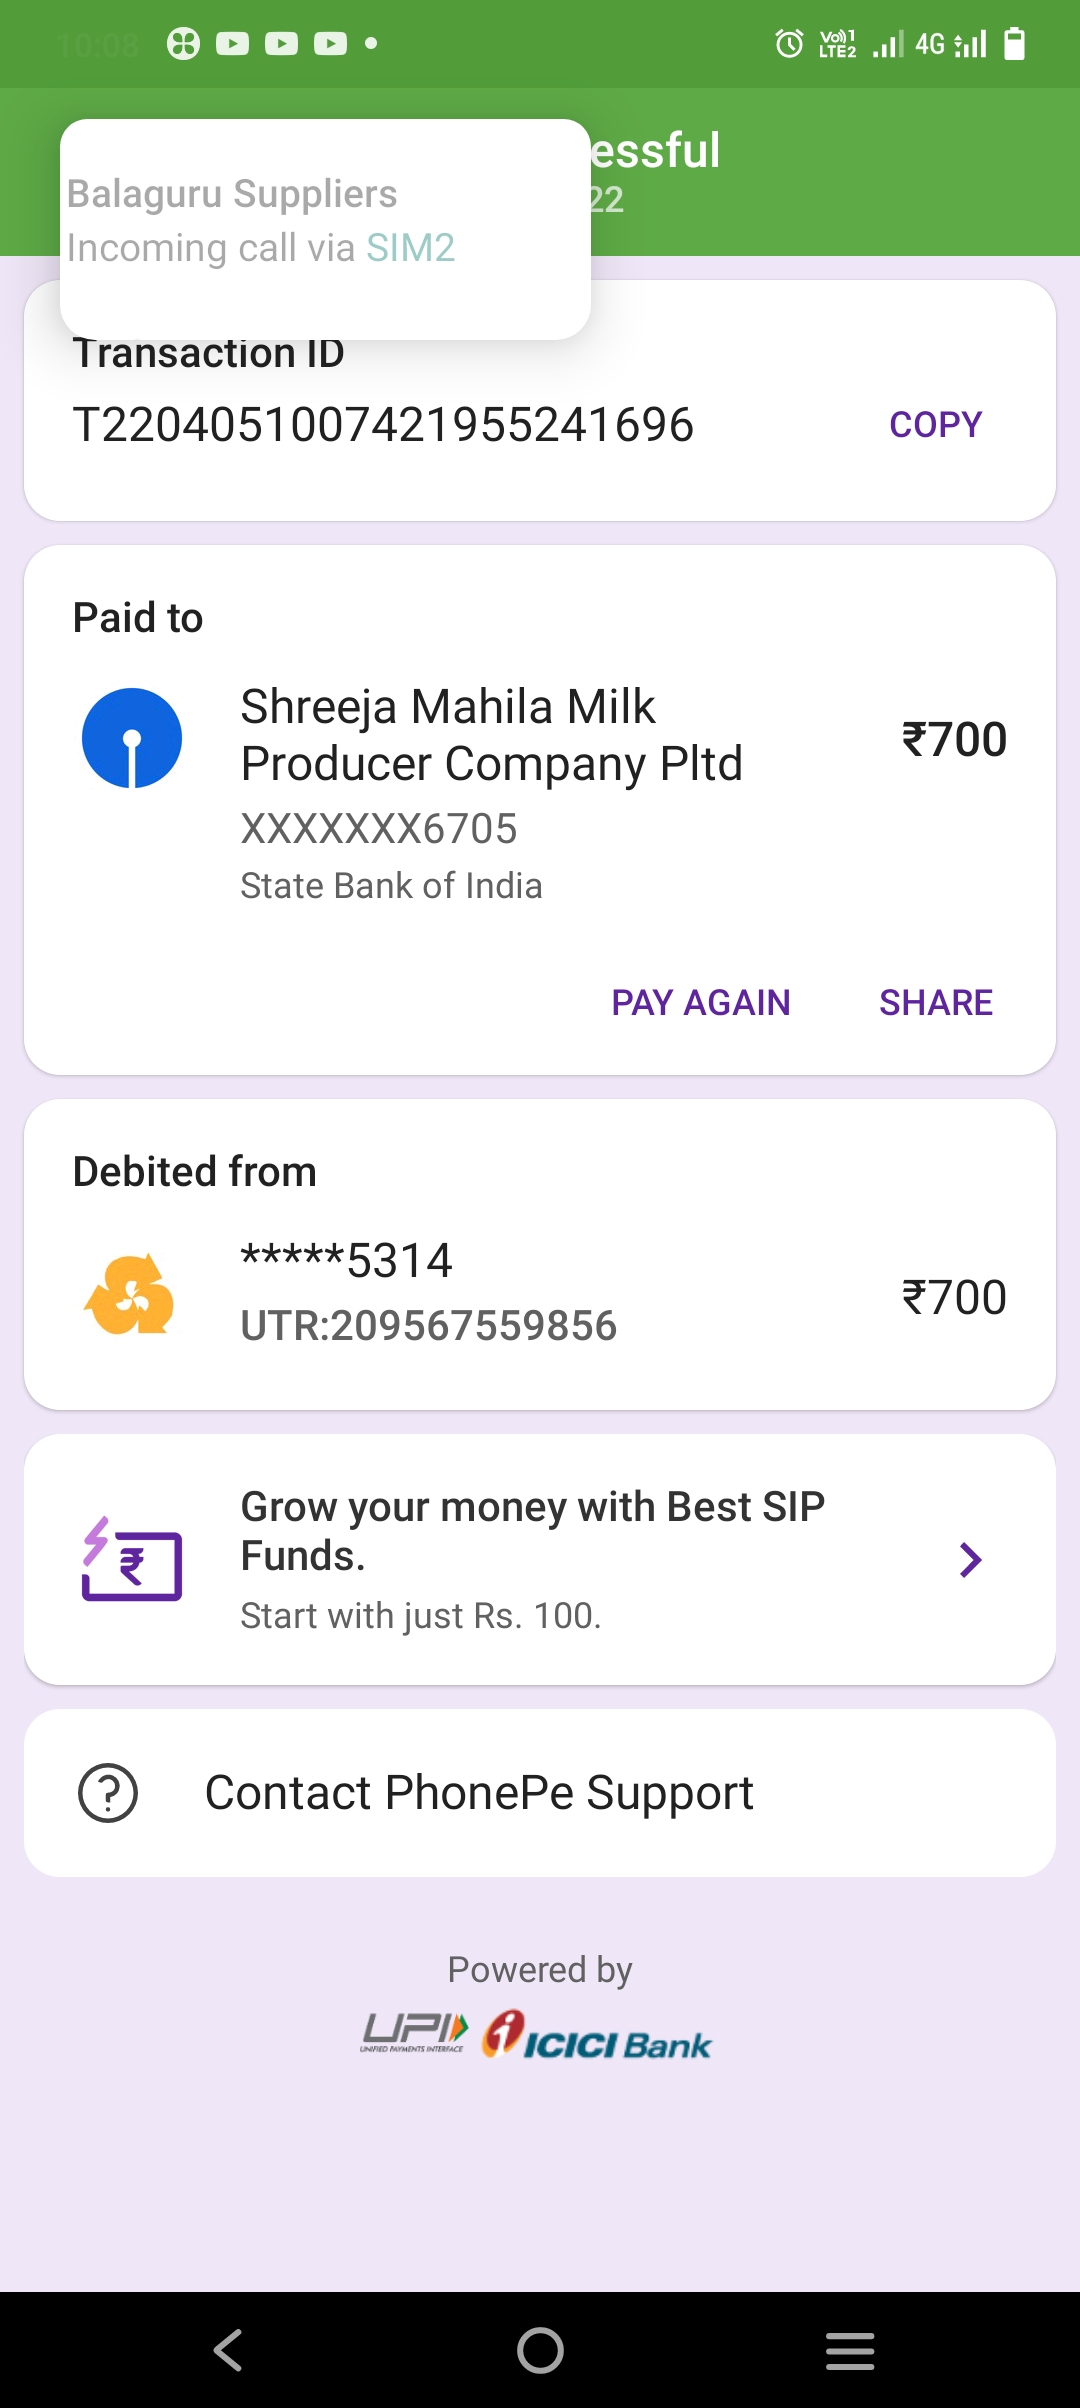 10:08
Vo))1
LTE2
4G
essful
22
Balaguru Suppliers
Incoming call via SIM2
Transaction ID
T2204051007421955241696
COPY
Paid to
Shreeja Mahila Milk
Producer Company Pltd
₹700
XXXXXXX6705
State Bank of India
PAY AGAIN
SHARE
Debited from
*****5314
₹700
UTR:209567559856
Grow your money with Best SIP
Funds.
Start with just Rs. 100.
Contact PhonePe Support
Powered by
UPI
UNIFIED PAYMENTS INTERFACE
ICICI Bank